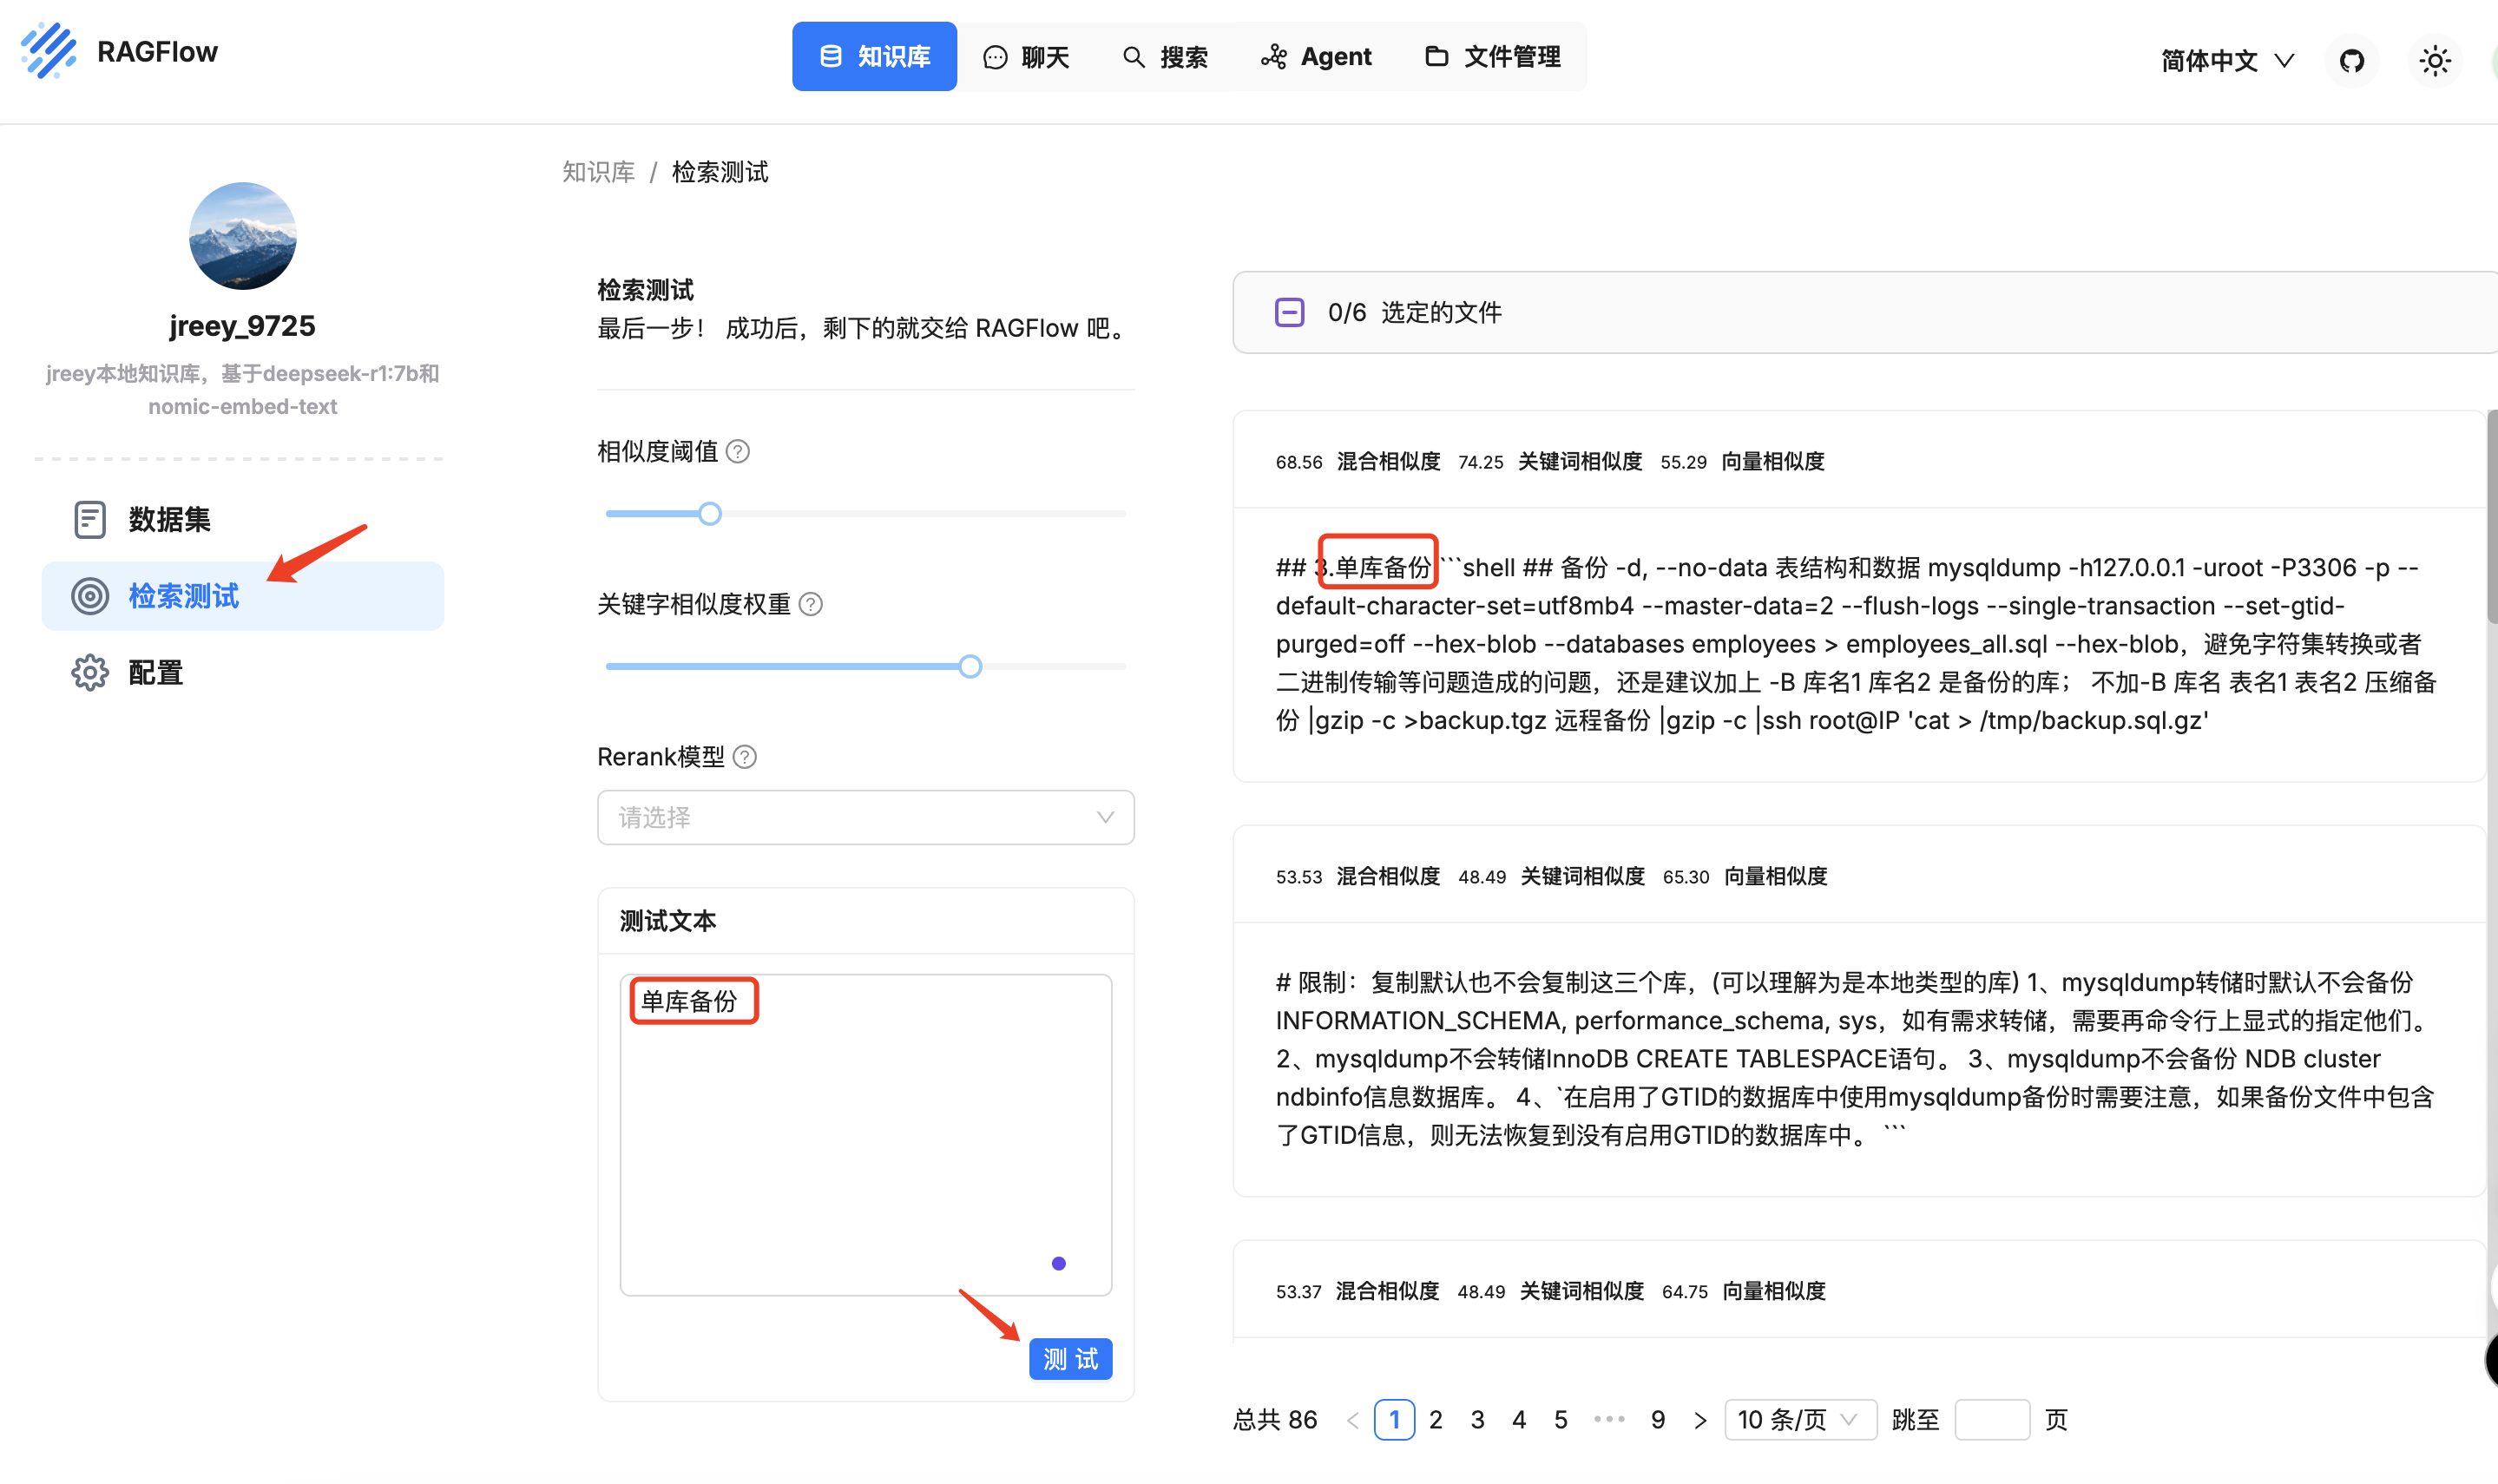 RAGFlow
知识库
聊天
搜索
Agent
文件管理
简体中文
jreey_9725
jreey本地知识库，基于deepseek-r1:7b和
nomic-embed-text
数据集
检索测试
配置
知识库 / 检索测试
检索测试
最后一步！ 成功后，剩下的就交给 RAGFlow 吧。
相似度阈值
关键字相似度权重
Rerank模型
请选择
测试文本
单库备份
测 试
0/6 选定的文件
68.56 混合相似度 74.25 关键词相似度 55.29 向量相似度
## 3.单库备份 ```shell ## 备份 -d, --no-data 表结构和数据 mysqldump -h127.0.0.1 -uroot -P3306 -p --
default-character-set=utf8mb4 --master-data=2 --flush-logs --single-transaction --set-gtid-
purged=off --hex-blob --databases employees > employees_all.sql --hex-blob，避免字符集转换或者
二进制传输等问题造成的问题，还是建议加上 -B 库名1 库名2 是备份的库； 不加-B 库名 表名1 表名2 压缩备
份 |gzip -c >backup.tgz 远程备份 |gzip -c |ssh root@IP 'cat > /tmp/backup.sql.gz'
53.53 混合相似度 48.49 关键词相似度 65.30 向量相似度
# 限制：复制默认也不会复制这三个库，(可以理解为是本地类型的库) 1、mysqldump转储时默认不会备份
INFORMATION_SCHEMA, performance_schema, sys，如有需求转储，需要再命令行上显式的指定他们。
2、mysqldump不会转储InnoDB CREATE TABLESPACE语句。 3、mysqldump不会备份 NDB cluster
ndbinfo信息数据库。 4、`在启用了GTID的数据库中使用mysqldump备份时需要注意，如果备份文件中包含
了GTID信息，则无法恢复到没有启用GTID的数据库中。 ```
53.37 混合相似度 48.49 关键词相似度 64.75 向量相似度
总共 86 < 1 2 3 4 5 ••• 9 > 10 条/页 跳至 页